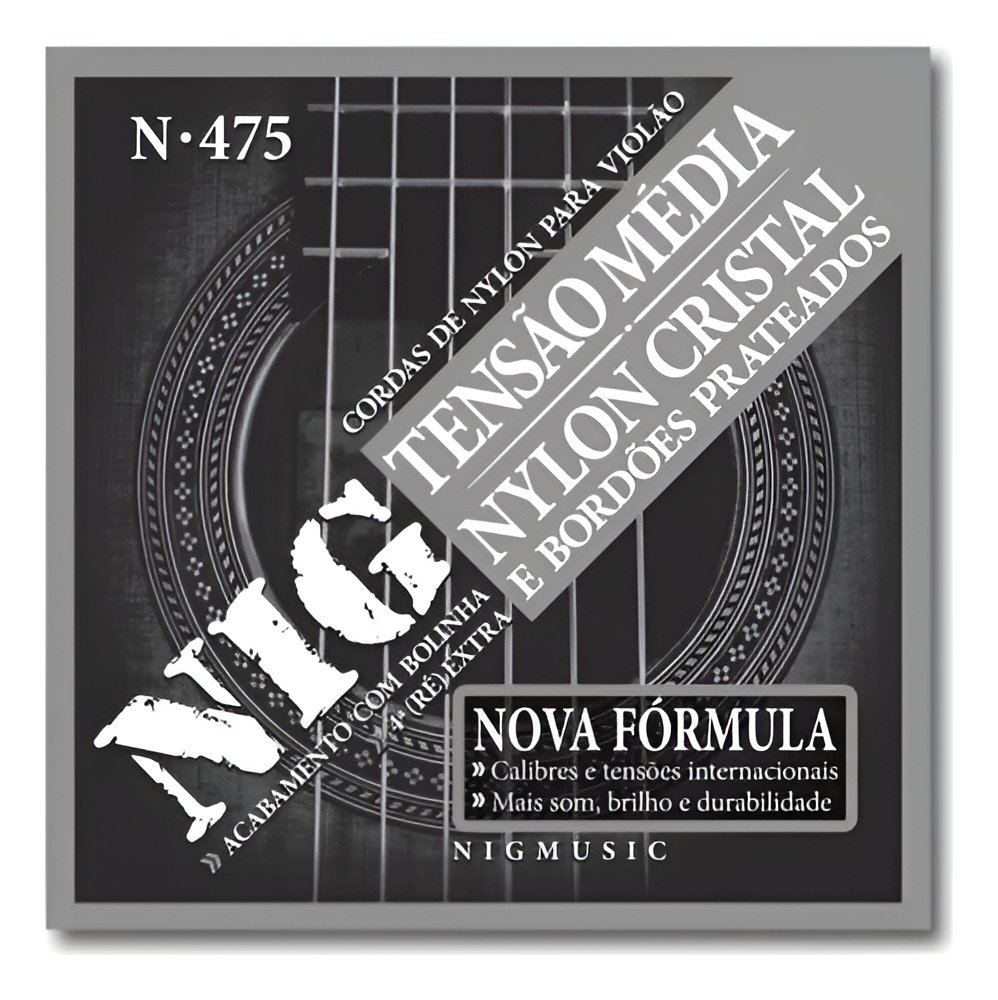 N·475
CORDAS DE NYLON PARA VIOLÃO
TENSÃO MÉDIA
NYLON CRISTAL
E BORDÕES PRATEADOS
NIG
» ACABAMENTO COM BOLINHA
» 4ª (RÉ) EXTRA
NOVA FÓRMULA
» Calibres e tensões internacionais
» Mais som, brilho e durabilidade
NIGMUSIC